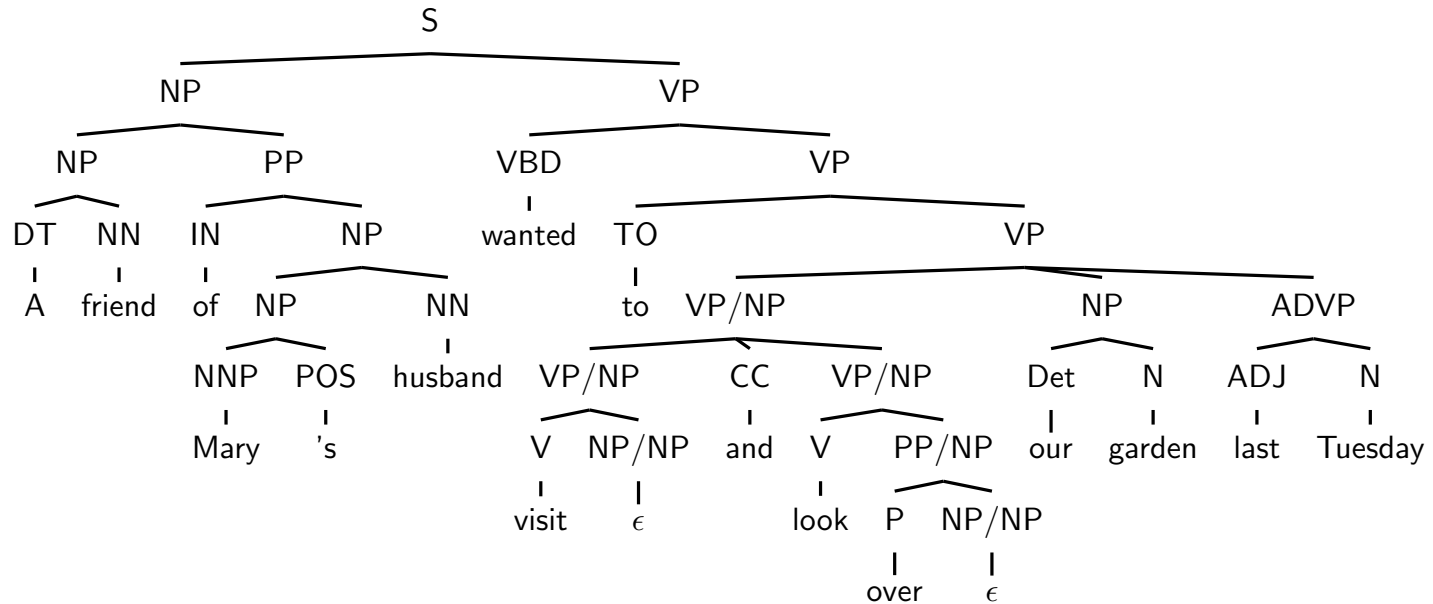 S
NP VP
NP PP VBD VP
DT NN IN NP wanted TO VP
A friend of NP NN to VP/NP NP ADVP
NNP POS husband VP/NP CC VP/NP Det N ADJ N
Mary 's V NP/NP and V PP/NP our garden last Tuesday
visit ϵ look P NP/NP
over ϵ